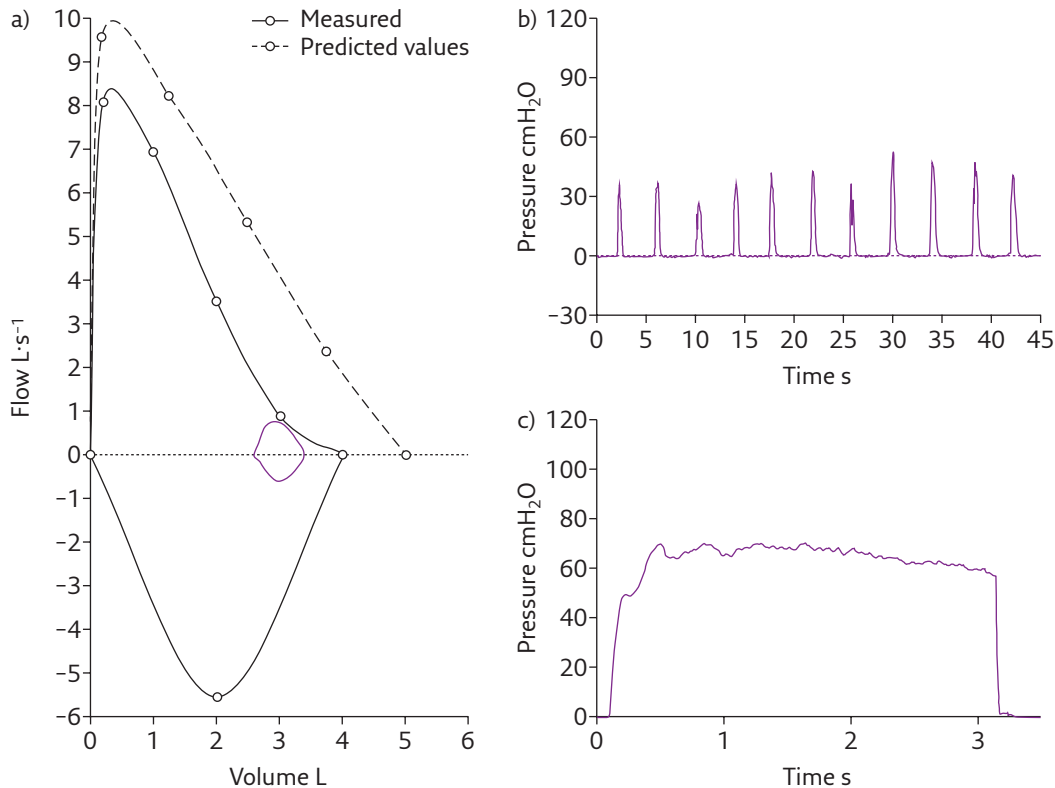 a)
Measured
Predicted values
10
9
8
7
6
5
4
3
2
1
0
–1
–2
–3
–4
–5
–6
Flow L·s⁻¹
0 1 2 3 4 5 6
Volume L
b)
120
90
60
30
0
–30
Pressure cmH₂O
0 5 10 15 20 25 30 35 40 45
Time s
c)
120
100
80
60
40
20
0
Pressure cmH₂O
0 1 2 3
Time s